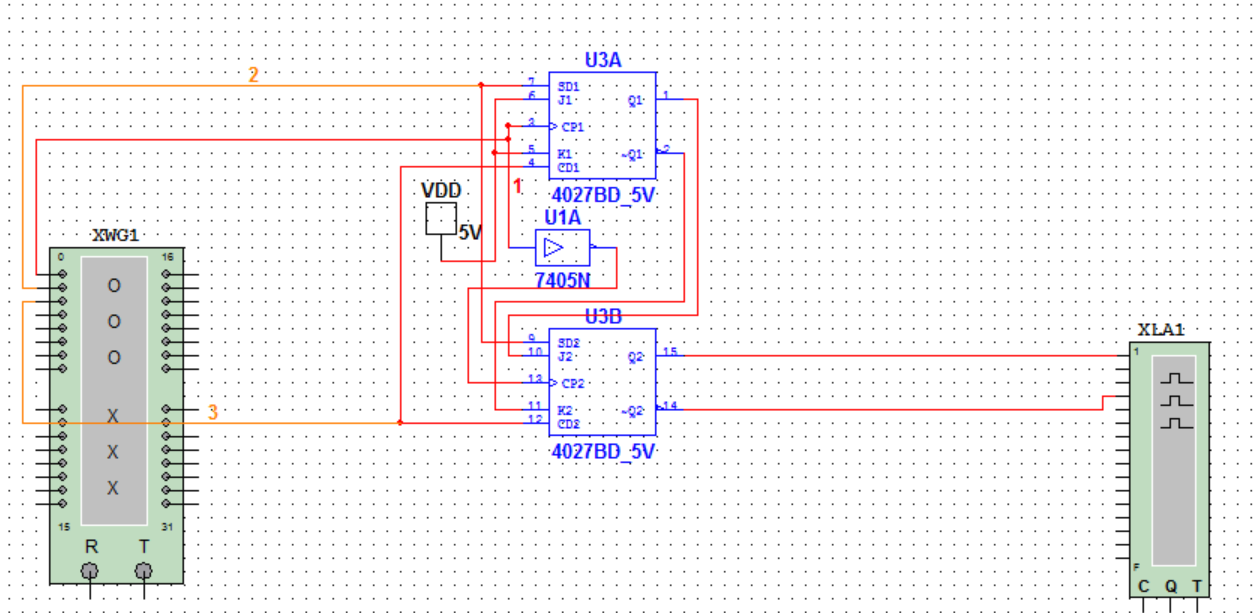 U3A
2
7 SD1
6 J1
Q1 1
3 CP1
5 K1
~Q1 2
4 CD1
1
4027BD_5V
VDD
5V
U1A
7405N
XWG1
0 16
O
O
O
X
X
X
15 31
R T
3
U3B
9 SD2
10 J2
Q2 15
13 CP2
11 K2
~Q2 14
12 CD2
4027BD_5V
XLA1
1
F
C Q T